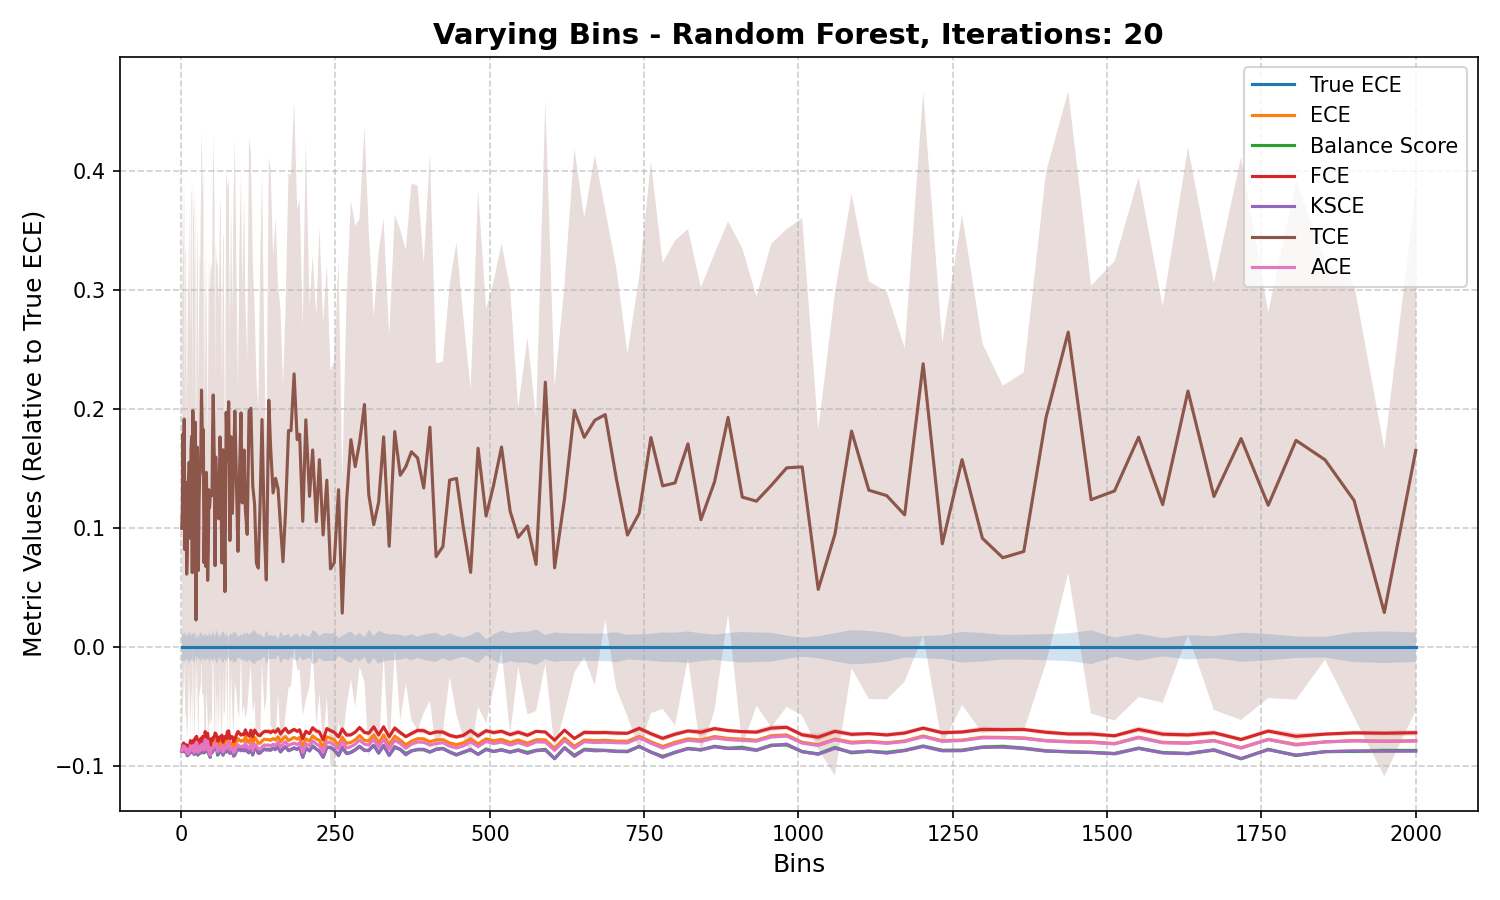 Varying Bins - Random Forest, Iterations: 20
Metric Values (Relative to True ECE)
0.4
0.3
0.2
0.1
0.0
−0.1
True ECE
ECE
Balance Score
FCE
KSCE
TCE
ACE
0
250
500
750
1000
1250
1500
1750
2000
Bins